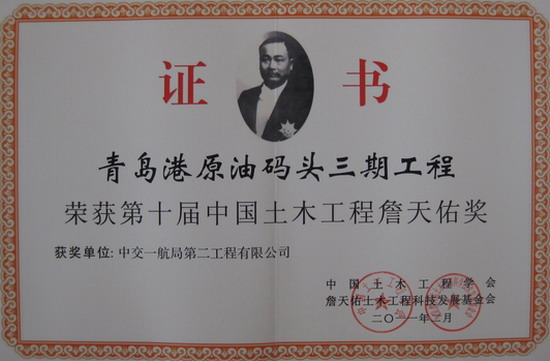 证书
青岛港原油码头三期工程
荣获第十届中国土木工程詹天佑奖
获奖单位:中交一航局第二工程有限公司
中国土木工程学会
詹天佑土木工程科技发展基金会
二〇一一年三月